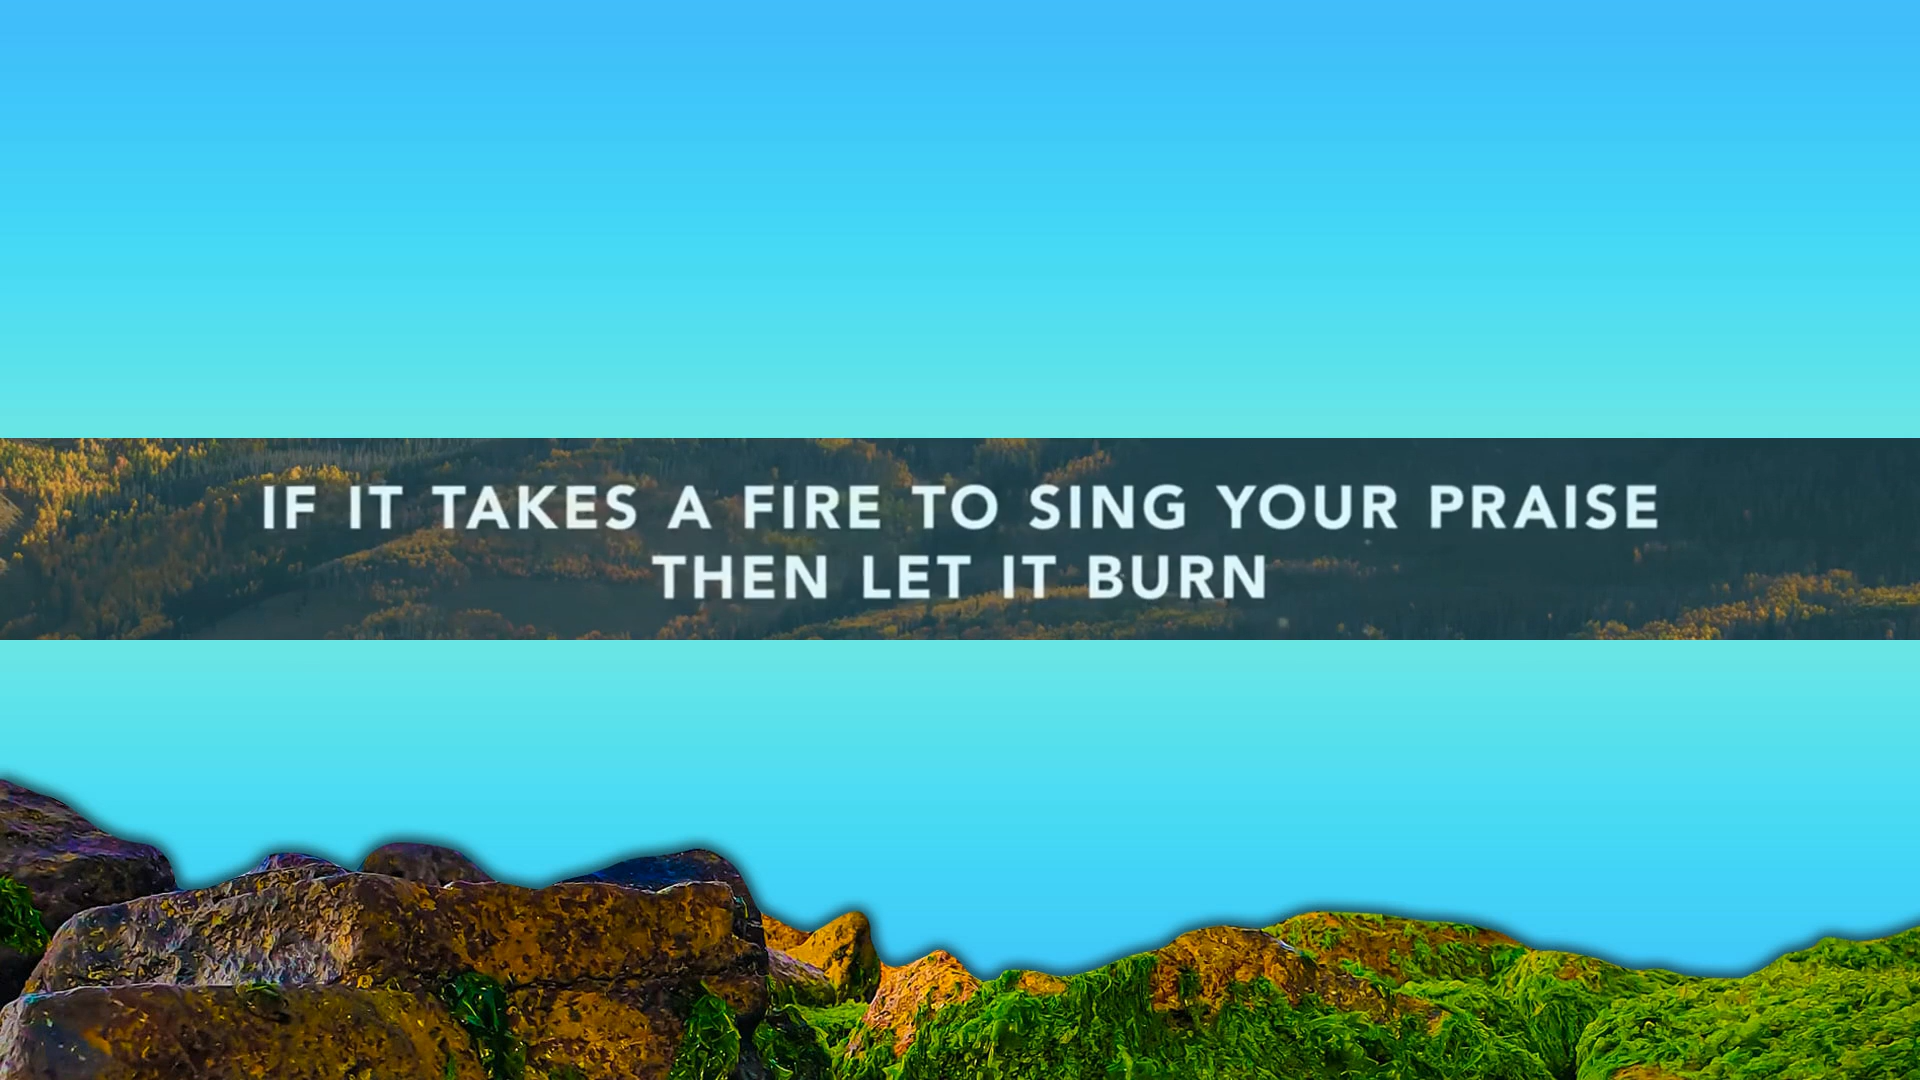 IF IT TAKES A FIRE TO SING YOUR PRAISE
THEN LET IT BURN